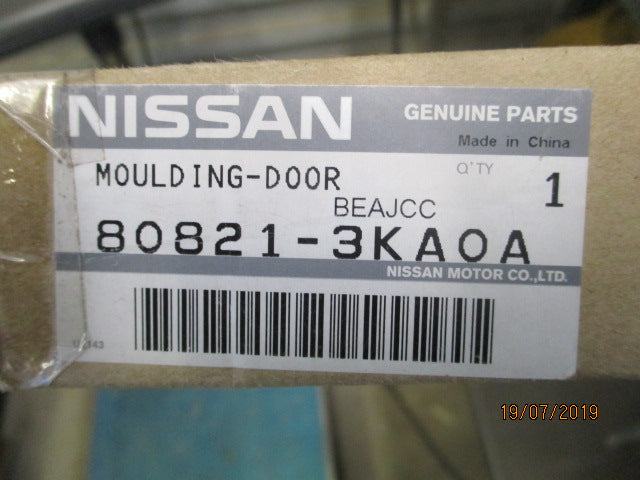 NISSAN
GENUINE PARTS
Made in China
MOULDING-DOOR
Q'TY
1
BEAJCC
80821-3KA0A
NISSAN MOTOR CO.,LTD.
19/07/2019